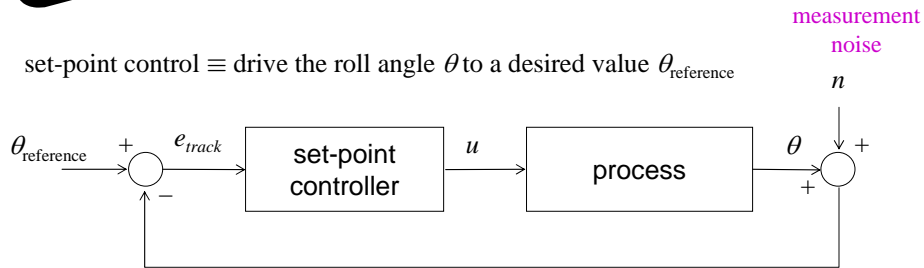 measurement
noise
set-point control ≡ drive the roll angle θ to a desired value θreference
n
θreference
+
etrack
set-point
controller
u
process
θ
+
−
+